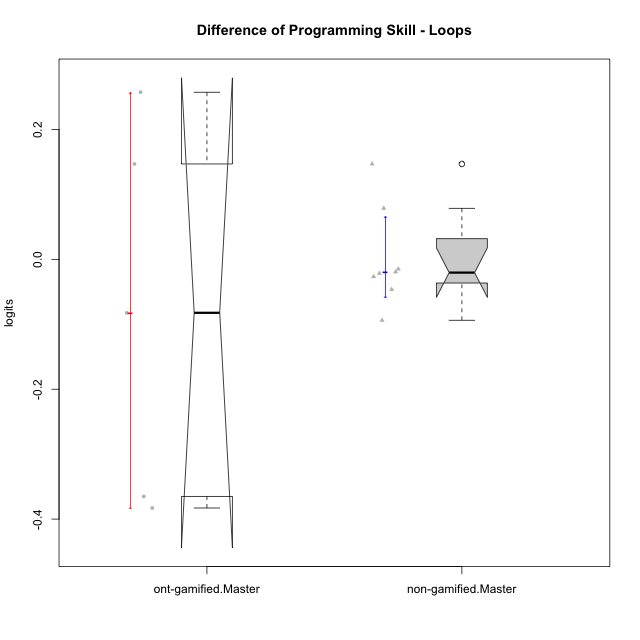 Difference of Programming Skill - Loops
logits
0.2
0.0
-0.2
-0.4
ont-gamified.Master
non-gamified.Master